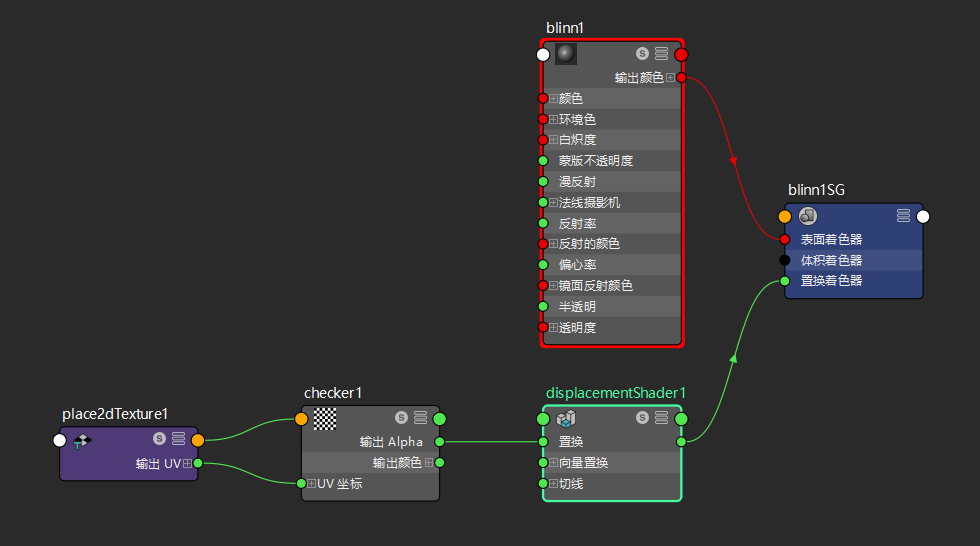 blinn1
S
输出颜色
颜色
环境色
白炽度
蒙版不透明度
漫反射
法线摄影机
反射率
反射的颜色
偏心率
镜面反射颜色
半透明
透明度
blinn1SG
表面着色器
体积着色器
置换着色器
place2dTexture1
S
输出 UV
checker1
S
输出 Alpha
输出颜色
UV 坐标
displacementShader1
S
置换
向量置换
切线